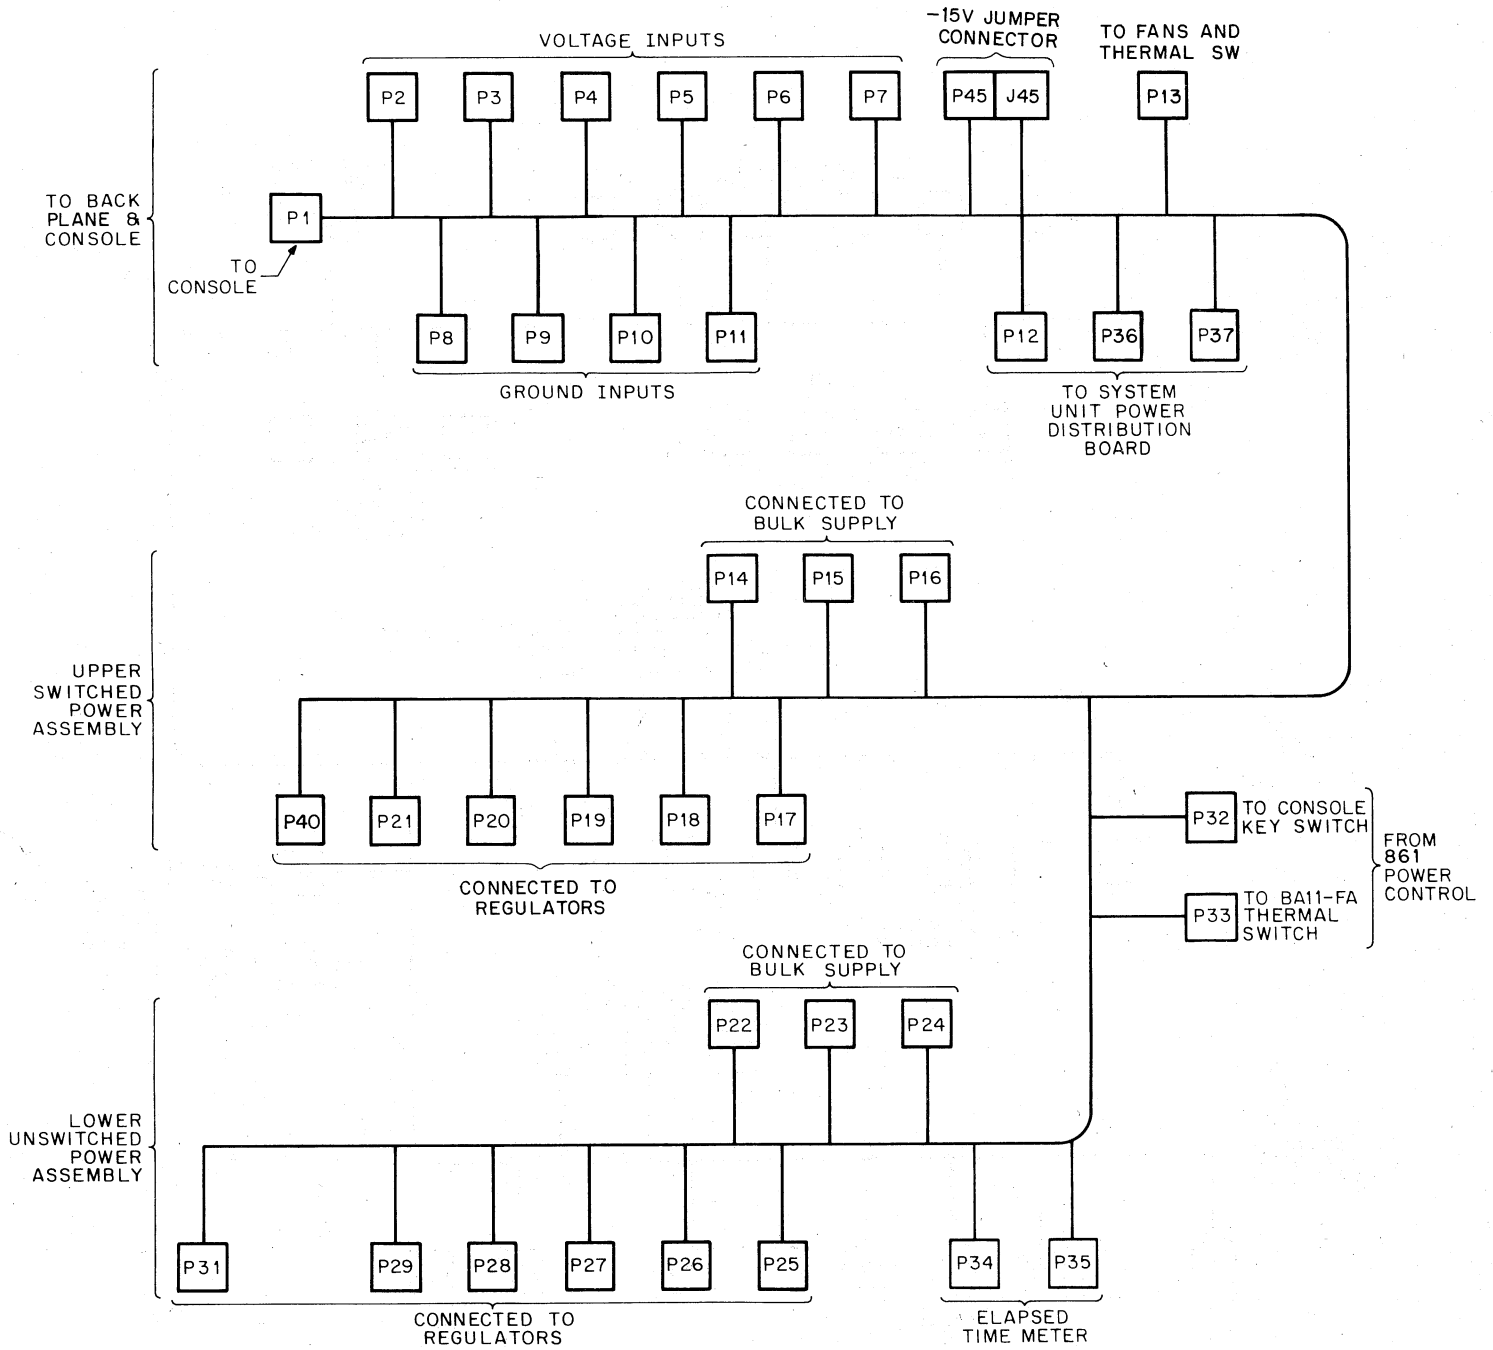 VOLTAGE INPUTS
-15V JUMPER
CONNECTOR
TO FANS AND
THERMAL SW
P2
P3
P4
P5
P6
P7
P45
J45
P13
TO BACK
PLANE &
CONSOLE
P1
TO
CONSOLE
P8
P9
P10
P11
P12
P36
P37
GROUND INPUTS
TO SYSTEM
UNIT POWER
DISTRIBUTION
BOARD
CONNECTED TO
BULK SUPPLY
P14
P15
P16
UPPER
SWITCHED
POWER
ASSEMBLY
P40
P21
P20
P19
P18
P17
CONNECTED TO
REGULATORS
P32
TO CONSOLE
KEY SWITCH
P33
TO BA11-FA
THERMAL
SWITCH
FROM
861
POWER
CONTROL
CONNECTED TO
BULK SUPPLY
P22
P23
P24
LOWER
UNSWITCHED
POWER
ASSEMBLY
P31
P29
P28
P27
P26
P25
P34
P35
CONNECTED TO
REGULATORS
ELAPSED
TIME METER